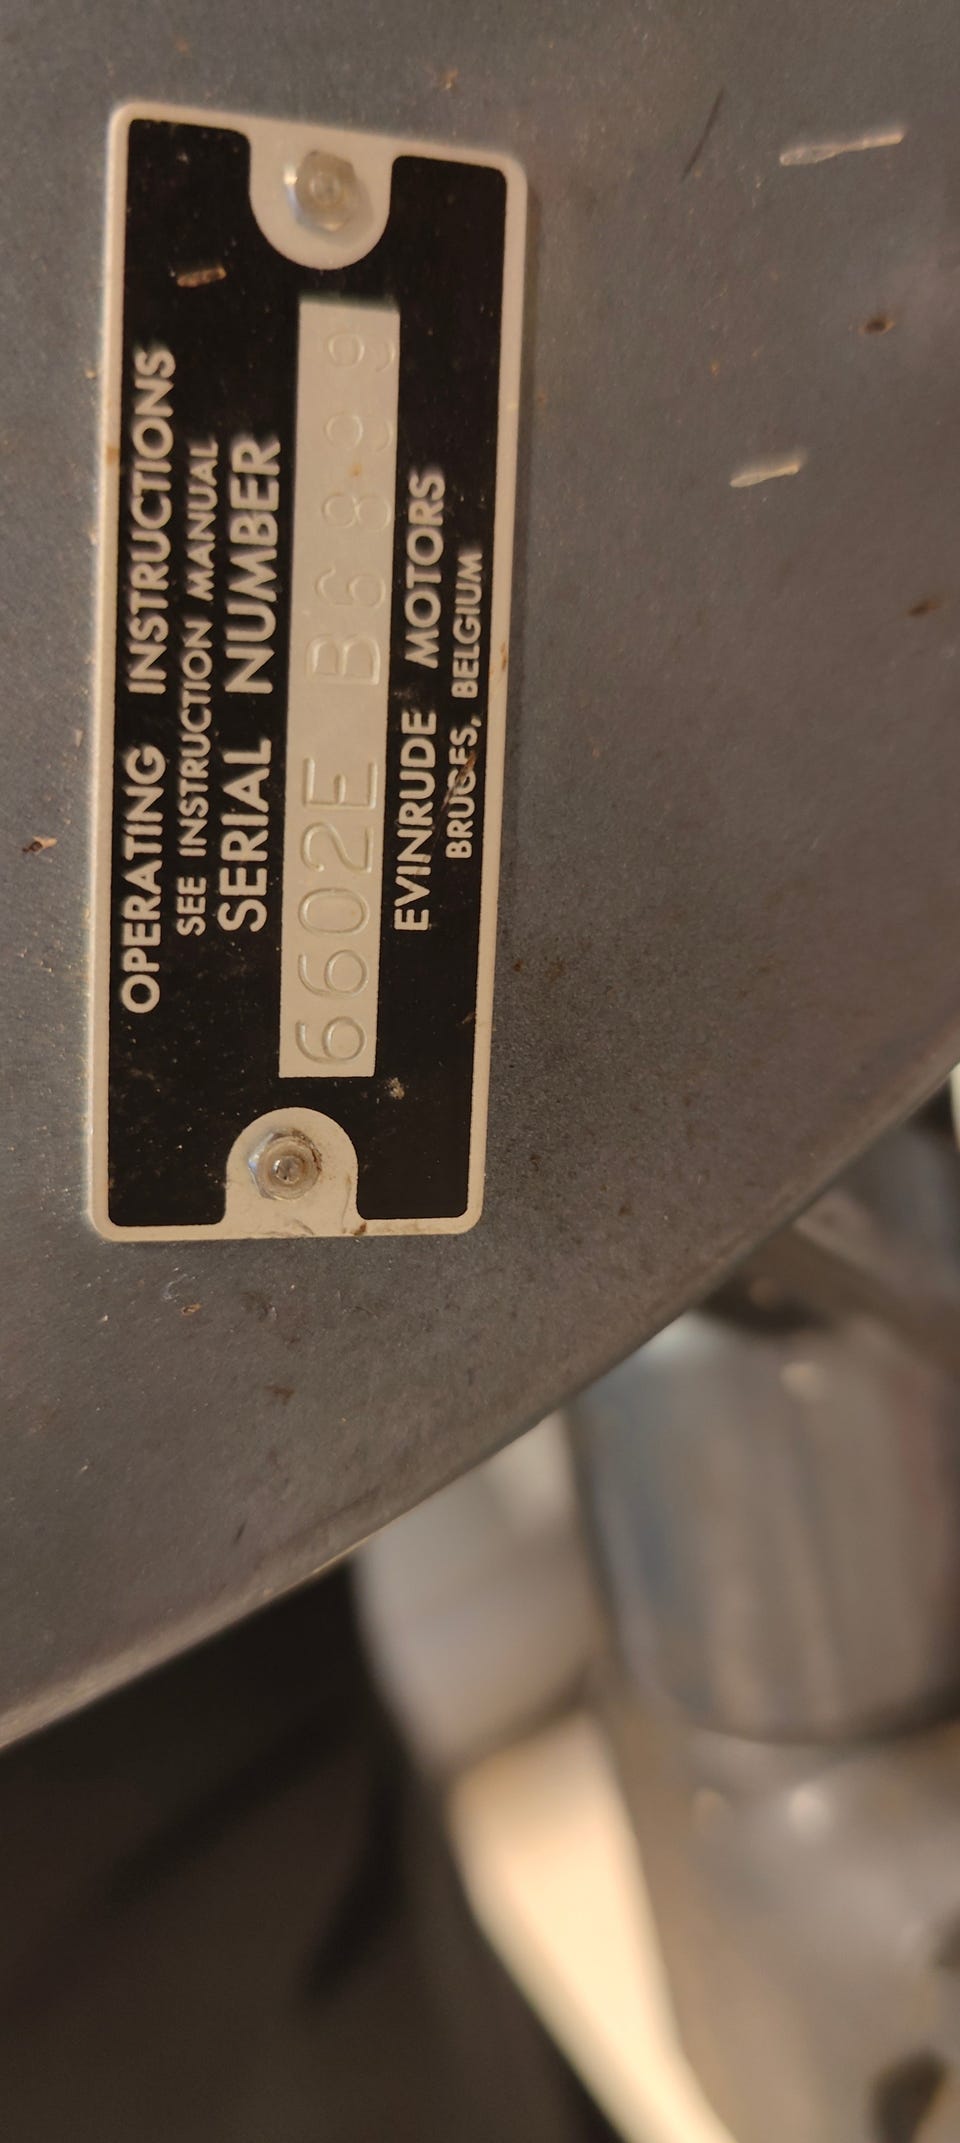 OPERATING INSTRUCTIONS
SEE INSTRUCTION MANUAL
SERIAL NUMBER
6602E B6899
EVINRUDE MOTORS
BRUGES, BELGIUM